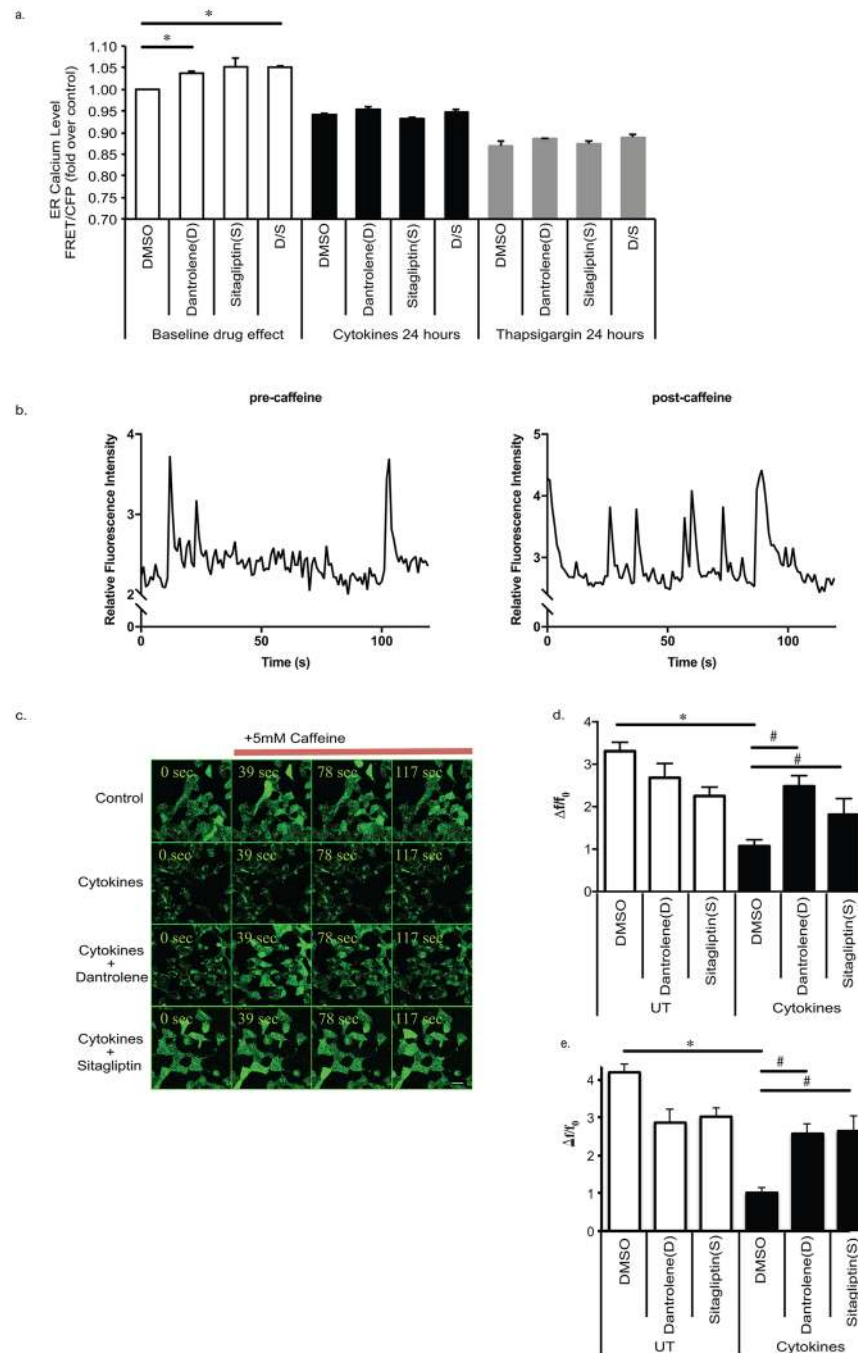 a.
*
*
1.10
1.05
1.00
0.95
0.90
0.85
0.80
0.75
0.70
ER Calcium Level
FRET/CFP (fold over control)
DMSO
Dantrolene(D)
Sitagliptin(S)
D/S
DMSO
Dantrolene(D)
Sitagliptin(S)
D/S
DMSO
Dantrolene(D)
Sitagliptin(S)
D/S
Baseline drug effect
Cytokines 24 hours
Thapsigargin 24 hours
b.
pre-caffeine
Relative Fluorescence Intensity
4
3
2
0
0
50
100
Time (s)
post-caffeine
Relative Fluorescence Intensity
5
4
3
2
0
0
50
100
Time (s)
c.
+5mM Caffeine
Control
0 sec 39 sec 78 sec 117 sec
Cytokines
0 sec 39 sec 78 sec 117 sec
Cytokines
+
Dantrolene
0 sec 39 sec 78 sec 117 sec
Cytokines
+
Sitagliptin
0 sec 39 sec 78 sec 117 sec
d.
*
#
#
4
3
2
1
0
Δf/f0
DMSO
Dantrolene(D)
Sitagliptin(S)
DMSO
Dantrolene(D)
Sitagliptin(S)
UT
Cytokines
e.
*
#
#
4
3
2
1
0
Δf/f0
DMSO
Dantrolene(D)
Sitagliptin(S)
DMSO
Dantrolene(D)
Sitagliptin(S)
UT
Cytokines